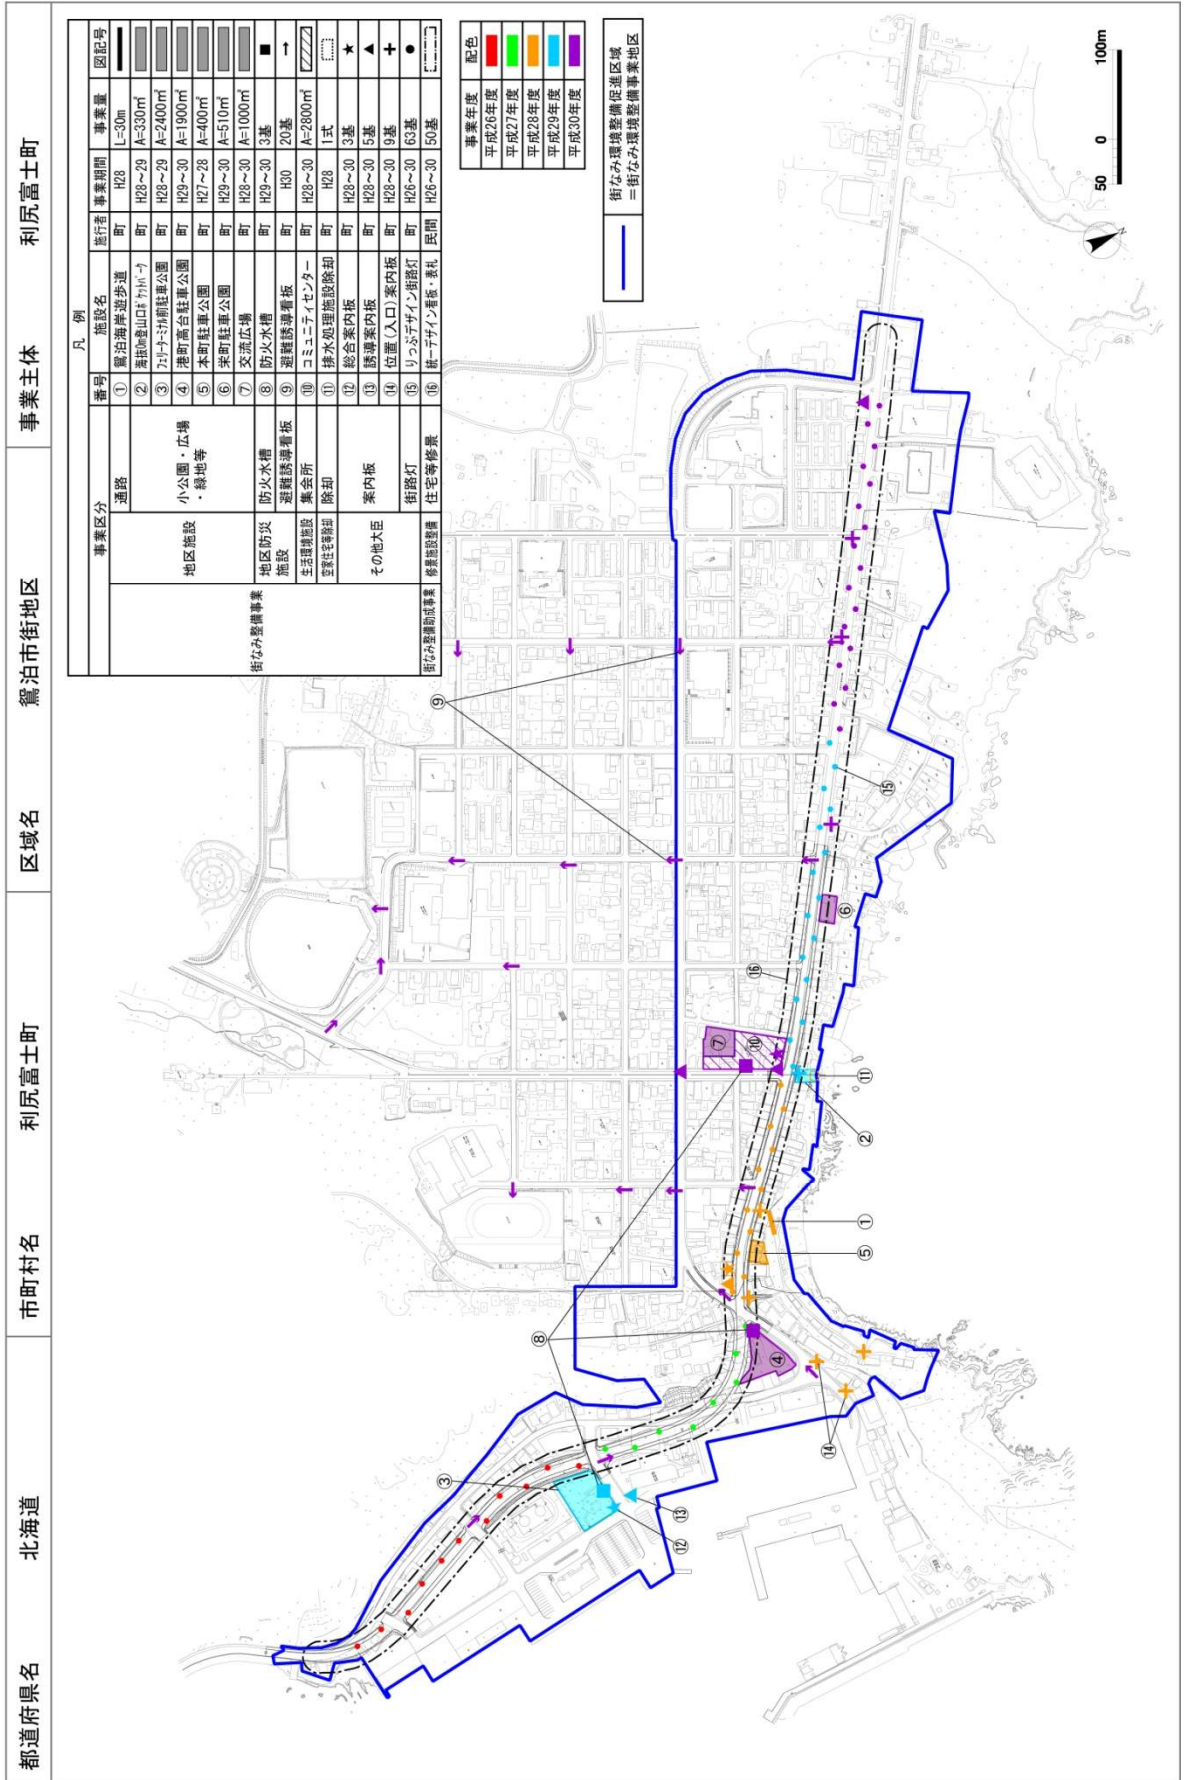 都道府県名 北海道 市町村名 利尻富士町 区域名 鴛泊市街地区 事業主体 利尻富士町
凡 例
事業区分 番号 施設名 施行者 事業期間 事業量 図記号
街なみ整備事業 地区施設 通路 ① 鴛泊海岸遊歩道 町 H28 L=30m
小公園・広場・緑地等 ② 海抜0m登山口ﾎﾟｹｯﾄﾊﾟｰｸ 町 H28～29 A=330㎡
③ ﾌｪﾘｰﾀｰﾐﾅﾙ前駐車公園 町 H28～29 A=2400㎡
④ 港町高台駐車公園 町 H29～30 A=1900㎡
⑤ 本町駐車公園 町 H27～28 A=400㎡
⑥ 栄町駐車公園 町 H29～30 A=510㎡
⑦ 交流広場 町 H28～30 A=1000㎡
地区防災施設 防火水槽 ⑧ 防火水槽 町 H29～30 3基 ■
避難誘導看板 ⑨ 避難誘導看板 町 H30 20基 →
生活環境施設 集会所 ⑩ コミュニティセンター 町 H28～30 A=2800㎡
空家住宅等除却 除却 ⑪ 排水処理施設除却 町 H28 1式
その他大臣 案内板 ⑫ 総合案内板 町 H28～30 3基 ★
⑬ 誘導案内板 町 H28～30 5基 ▲
⑭ 位置(入口)案内板 町 H28～30 9基 ✚
街路灯 ⑮ りっぷデザイン街路灯 町 H26～30 63基 ●
街なみ整備助成事業 修景施設整備 住宅等修景 ⑯ 統一デザイン看板・表札 民間 H26～30 50基
事業年度 配色
平成26年度
平成27年度
平成28年度
平成29年度
平成30年度
街なみ環境整備促進区域
＝街なみ環境整備事業地区
50 0 100m
N
③
⑫
⑬
⑧
⑭
④
⑤
①
②
⑪
⑦
⑩
⑯
⑥
⑮
⑨